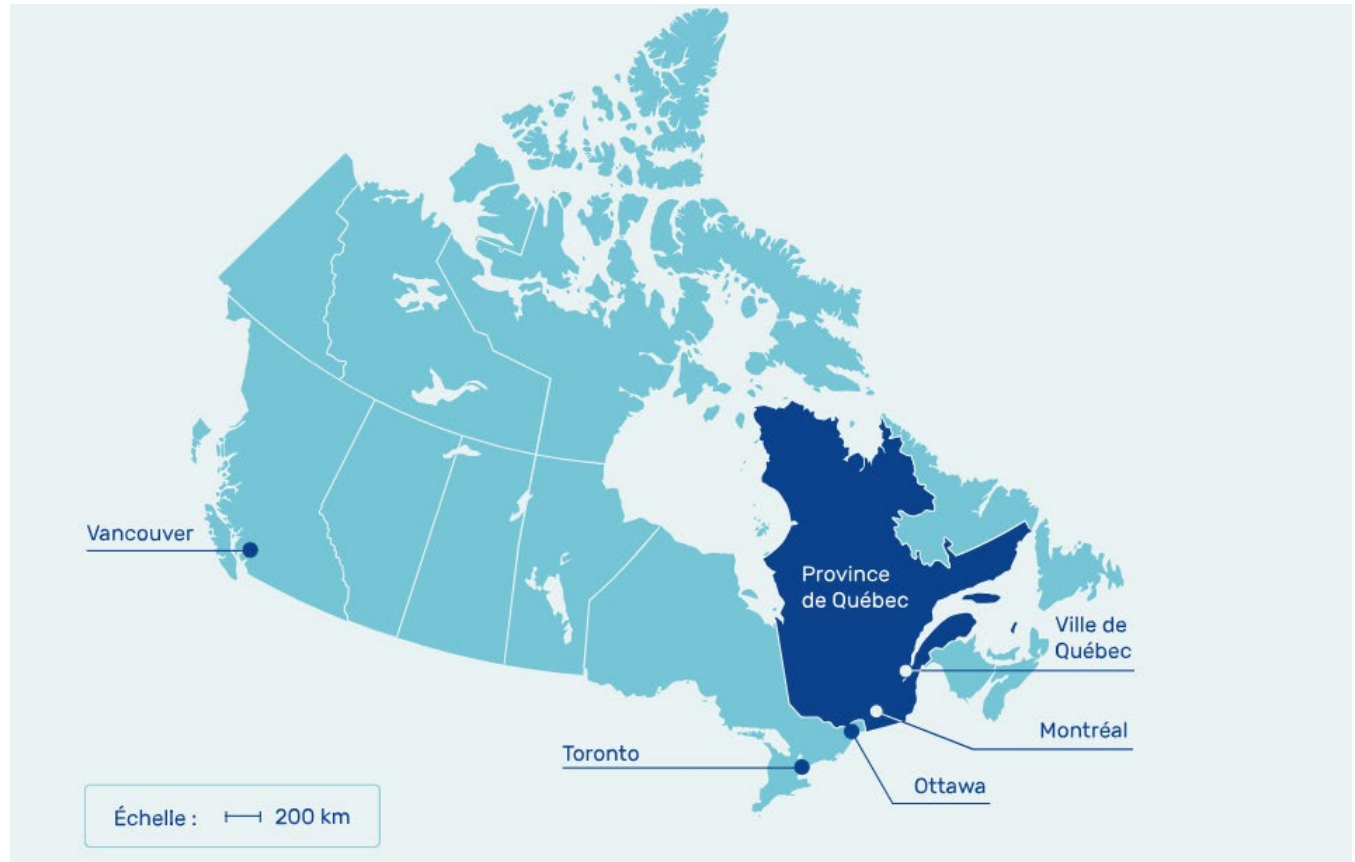 Vancouver
Province
de Québec
Ville de
Québec
Montréal
Toronto
Ottawa
Échelle : 200 km